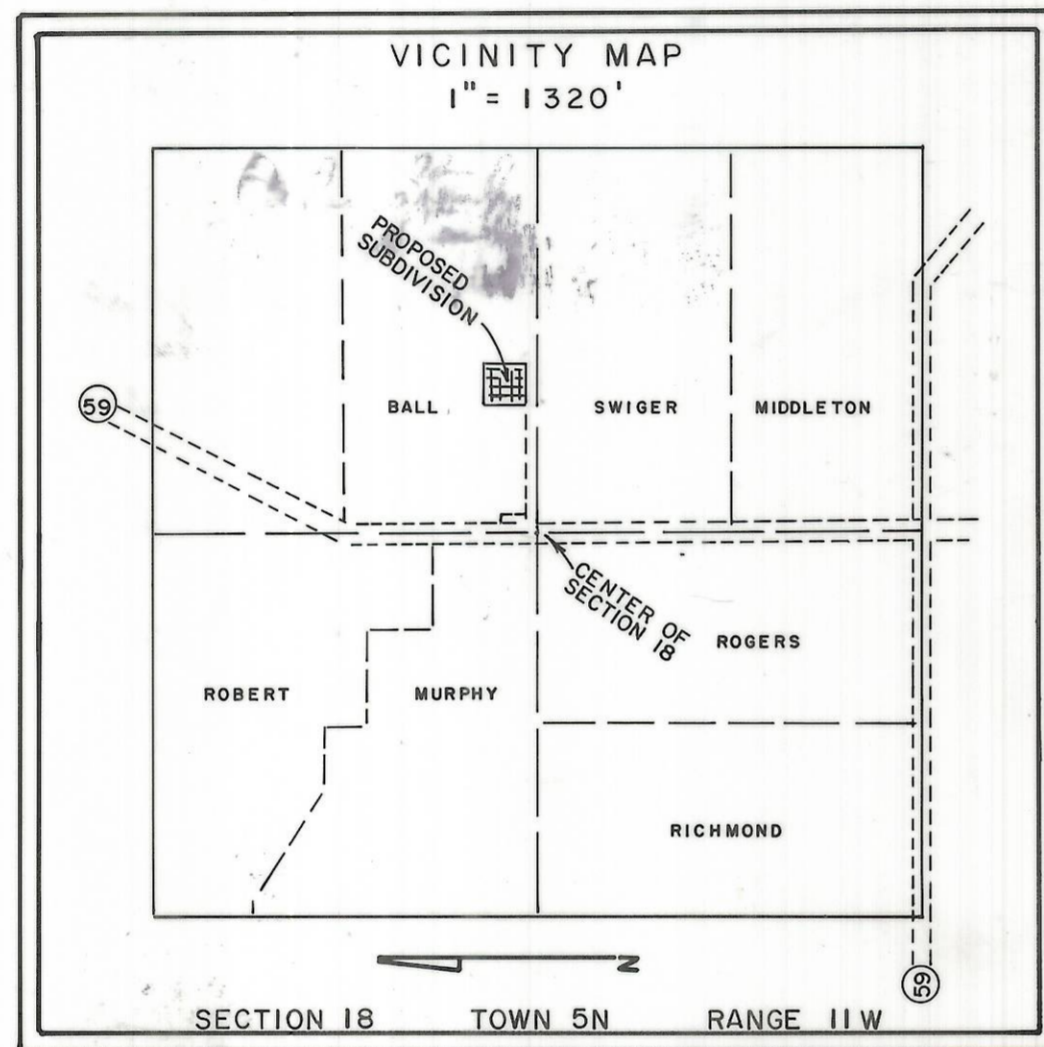 VICINITY MAP
1" = 1320'
PROPOSED
SUBDIVISION
59
BALL
SWIGER
MIDDLETON
CENTER OF
SECTION 18
ROGERS
ROBERT
MURPHY
RICHMOND
N
59
SECTION 18 TOWN 5N RANGE 11W